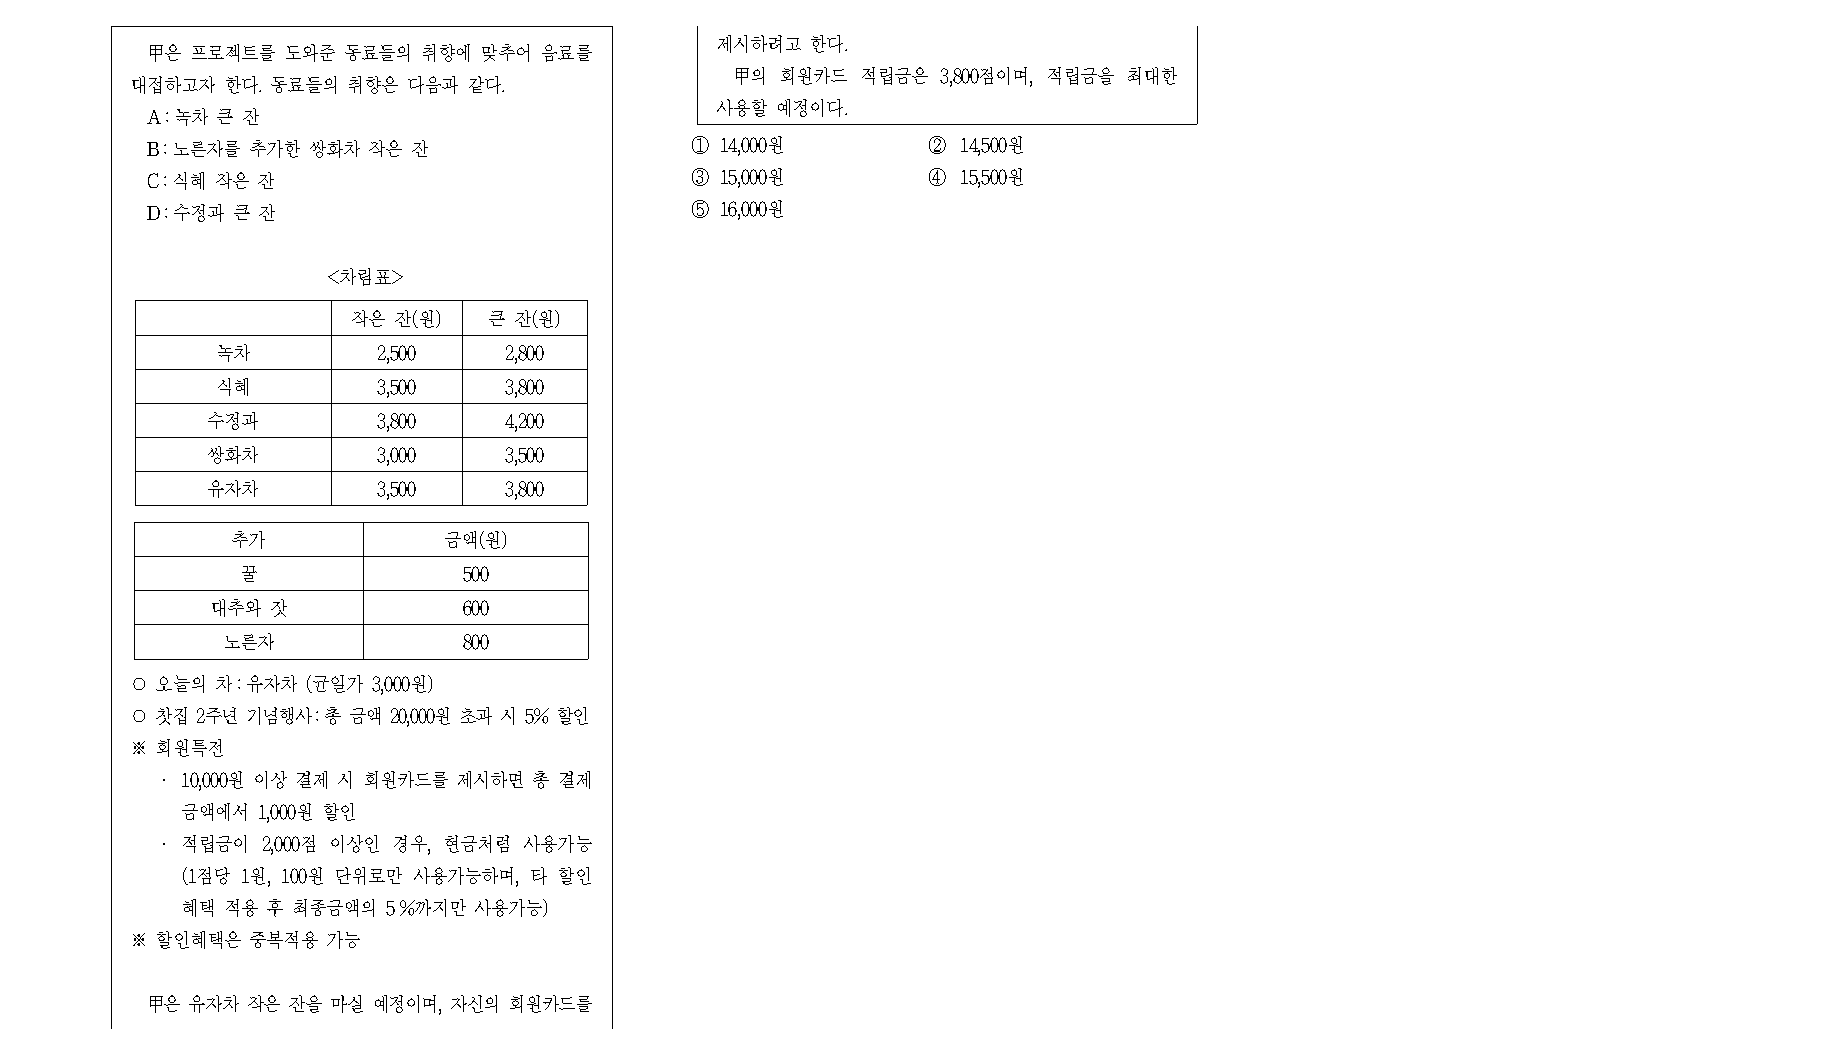 甲은 프로젝트를 도와준 동료들의 취향에 맞추어 음료를
대접하고자 한다. 동료들의 취향은 다음과 같다.
A : 녹차 큰 잔
B : 노른자를 추가한 쌍화차 작은 잔
C : 식혜 작은 잔
D : 수정과 큰 잔
<차림표>
작은 잔(원) 큰 잔(원)
녹차 2,500 2,800
식혜 3,500 3,800
수정과 3,800 4,200
쌍화차 3,000 3,500
유자차 3,500 3,800
추가 금액(원)
꿀 500
대추와 잣 600
노른자 800
○ 오늘의 차 : 유자차 (균일가 3,000원)
○ 찻집 2주년 기념행사 : 총 금액 20,000원 초과 시 5% 할인
※ 회원특전
· 10,000원 이상 결제 시 회원카드를 제시하면 총 결제
금액에서 1,000원 할인
· 적립금이 2,000점 이상인 경우, 현금처럼 사용가능
(1점당 1원, 100원 단위로만 사용가능하며, 타 할인
혜택 적용 후 최종금액의 5%까지만 사용가능)
※ 할인혜택은 중복적용 가능
甲은 유자차 작은 잔을 마실 예정이며, 자신의 회원카드를
제시하려고 한다.
甲의 회원카드 적립금은 3,800점이며, 적립금을 최대한
사용할 예정이다.
① 14,000원 ② 14,500원
③ 15,000원 ④ 15,500원
⑤ 16,000원